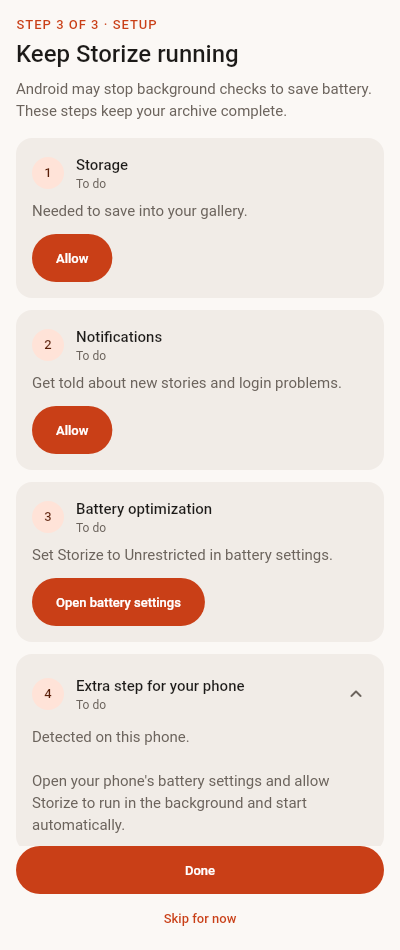 STEP 3 OF 3 · SETUP
Keep Storize running
Android may stop background checks to save battery.
These steps keep your archive complete.
1
Storage
To do
Needed to save into your gallery.
Allow
2
Notifications
To do
Get told about new stories and login problems.
Allow
3
Battery optimization
To do
Set Storize to Unrestricted in battery settings.
Open battery settings
4
Extra step for your phone
To do
Detected on this phone.
Open your phone's battery settings and allow
Storize to run in the background and start
automatically.
Done
Skip for now